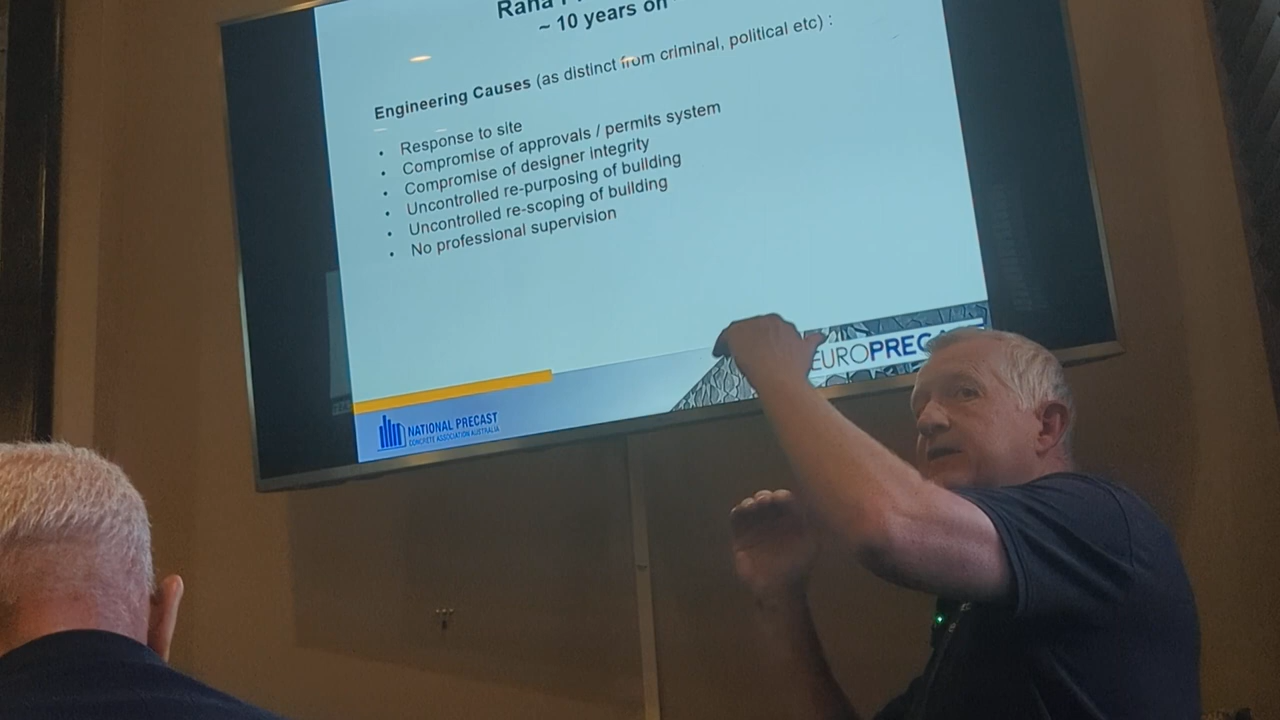 Rana
~ 10 years on
Engineering Causes (as distinct from criminal, political etc) :
• Response to site
• Compromise of approvals / permits system
• Compromise of designer integrity
• Uncontrolled re-purposing of building
• Uncontrolled re-scoping of building
• No professional supervision
EUROPREC
NATIONAL PRECAST
CONCRETE ASSOCIATION AUSTRALIA